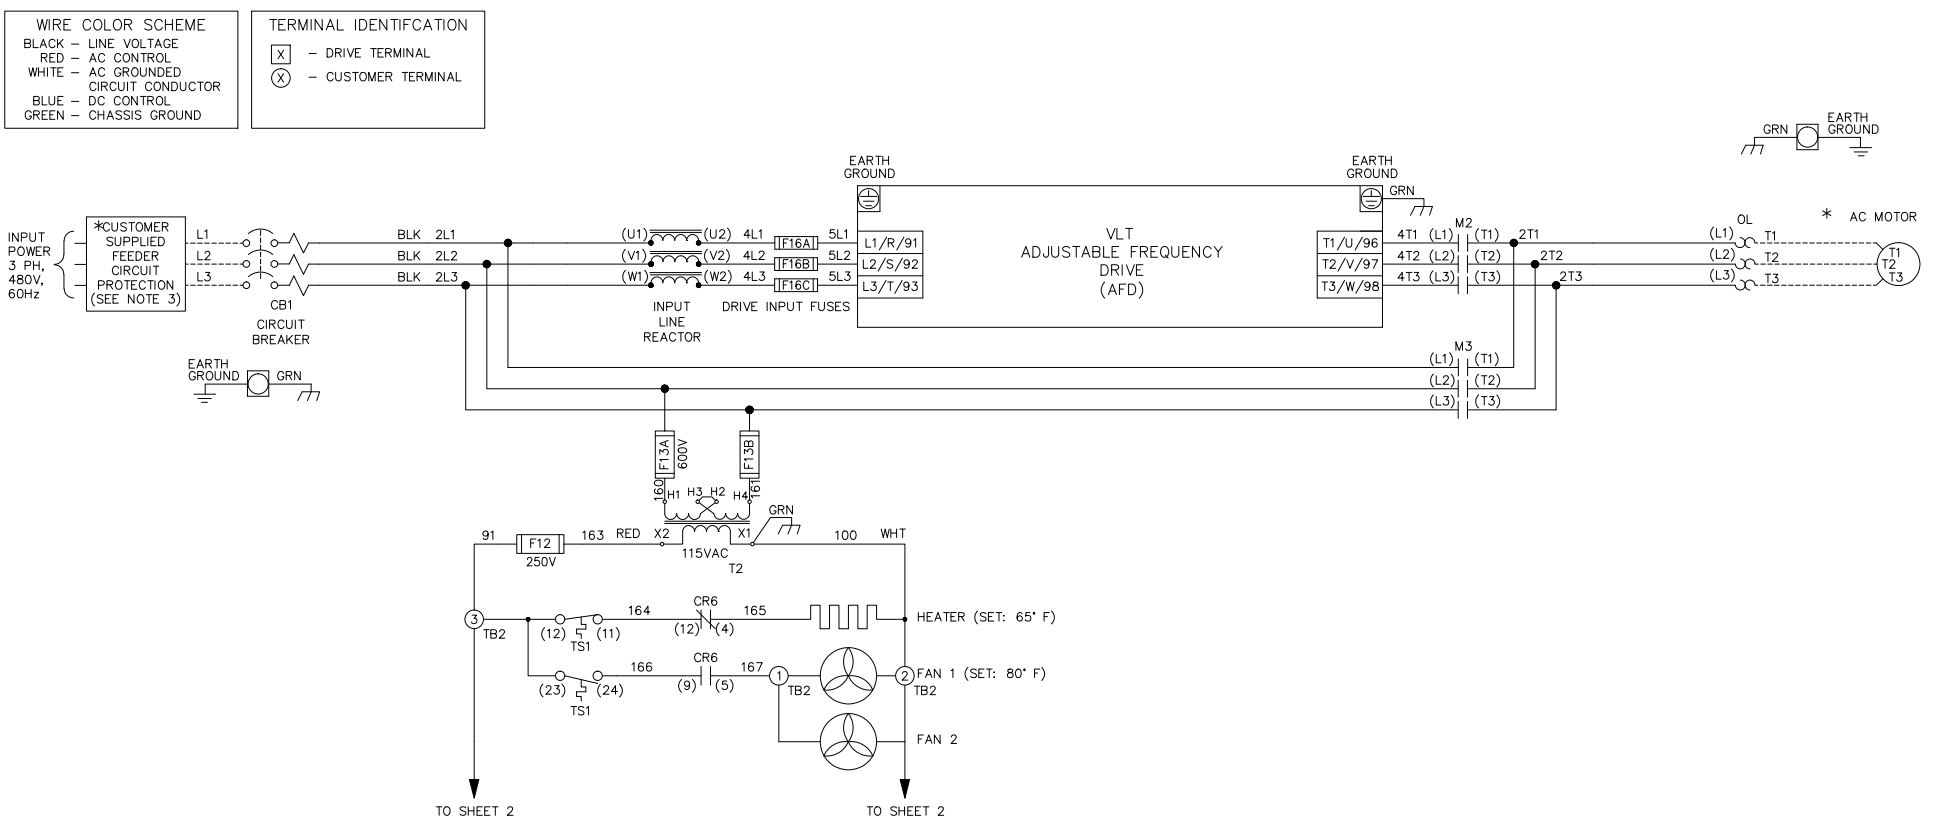 WIRE COLOR SCHEME
BLACK – LINE VOLTAGE
RED – AC CONTROL
WHITE – AC GROUNDED
CIRCUIT CONDUCTOR
BLUE – DC CONTROL
GREEN – CHASSIS GROUND
TERMINAL IDENTIFCATION
X – DRIVE TERMINAL
X – CUSTOMER TERMINAL
GRN
EARTH
GROUND
INPUT
POWER
3 PH,
480V,
60Hz
*CUSTOMER
SUPPLIED
FEEDER
CIRCUIT
PROTECTION
(SEE NOTE 3)
L1
L2
L3
CB1
CIRCUIT
BREAKER
EARTH
GROUND
GRN
BLK 2L1
BLK 2L2
BLK 2L3
(U1) (U2) 4L1 F16A 5L1
(V1) (V2) 4L2 F16B 5L2
(W1) (W2) 4L3 F16C 5L3
INPUT
LINE
REACTOR
DRIVE INPUT FUSES
EARTH
GROUND
L1/R/91
L2/S/92
L3/T/93
VLT
ADJUSTABLE FREQUENCY
DRIVE
(AFD)
EARTH
GROUND
GRN
T1/U/96
T2/V/97
T3/W/98
M2
4T1 (L1) (T1) 2T1
4T2 (L2) (T2) 2T2
4T3 (L3) (T3) 2T3
M3
(L1) (T1)
(L2) (T2)
(L3) (T3)
OL
(L1) T1
(L2) T2
(L3) T3
* AC MOTOR
T1
T2
T3
F13A
600V
F13B
160
161
H1 H3 H2 H4
GRN
91 F12 163 RED X2 X1 100 WHT
250V
115VAC
T2
3
TB2
(12) (11)
TS1
164
CR6
(12) (4)
165
HEATER (SET: 65° F)
(23) (24)
TS1
166
CR6
(9) (5)
167
1
TB2
2
TB2
FAN 1 (SET: 80° F)
FAN 2
TO SHEET 2
TO SHEET 2